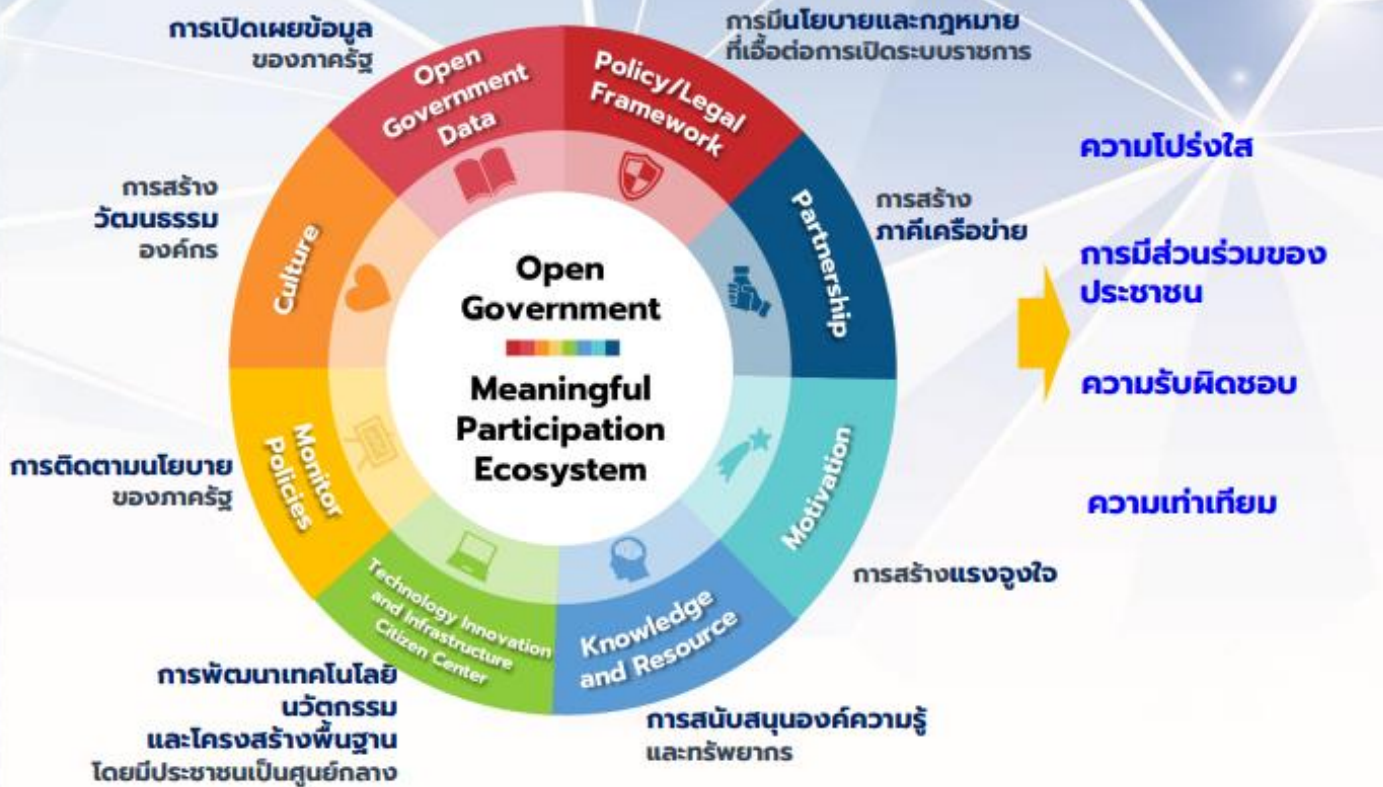 การเปิดเผยข้อมูล
ของภาครัฐ
การมีนโยบายและกฎหมาย
ที่เอื้อต่อการเปิดระบบราชการ
Open
Government
Data
Policy/Legal
Framework
การสร้าง
วัฒนธรรม
องค์กร
Culture
Partnership
การสร้าง
ภาคีเครือข่าย
Open
Government
Meaningful
Participation
Ecosystem
การติดตามนโยบาย
ของภาครัฐ
Monitor
Policies
Motivation
การสร้างแรงจูงใจ
Technology Innovation
and Infrastructure
Citizen Center
Knowledge
and Resource
การพัฒนาเทคโนโลยี
นวัตกรรม
และโครงสร้างพื้นฐาน
โดยมีประชาชนเป็นศูนย์กลาง
การสนับสนุนองค์ความรู้
และทรัพยากร
ความโปร่งใส
การมีส่วนร่วมของ
ประชาชน
ความรับผิดชอบ
ความเท่าเทียม